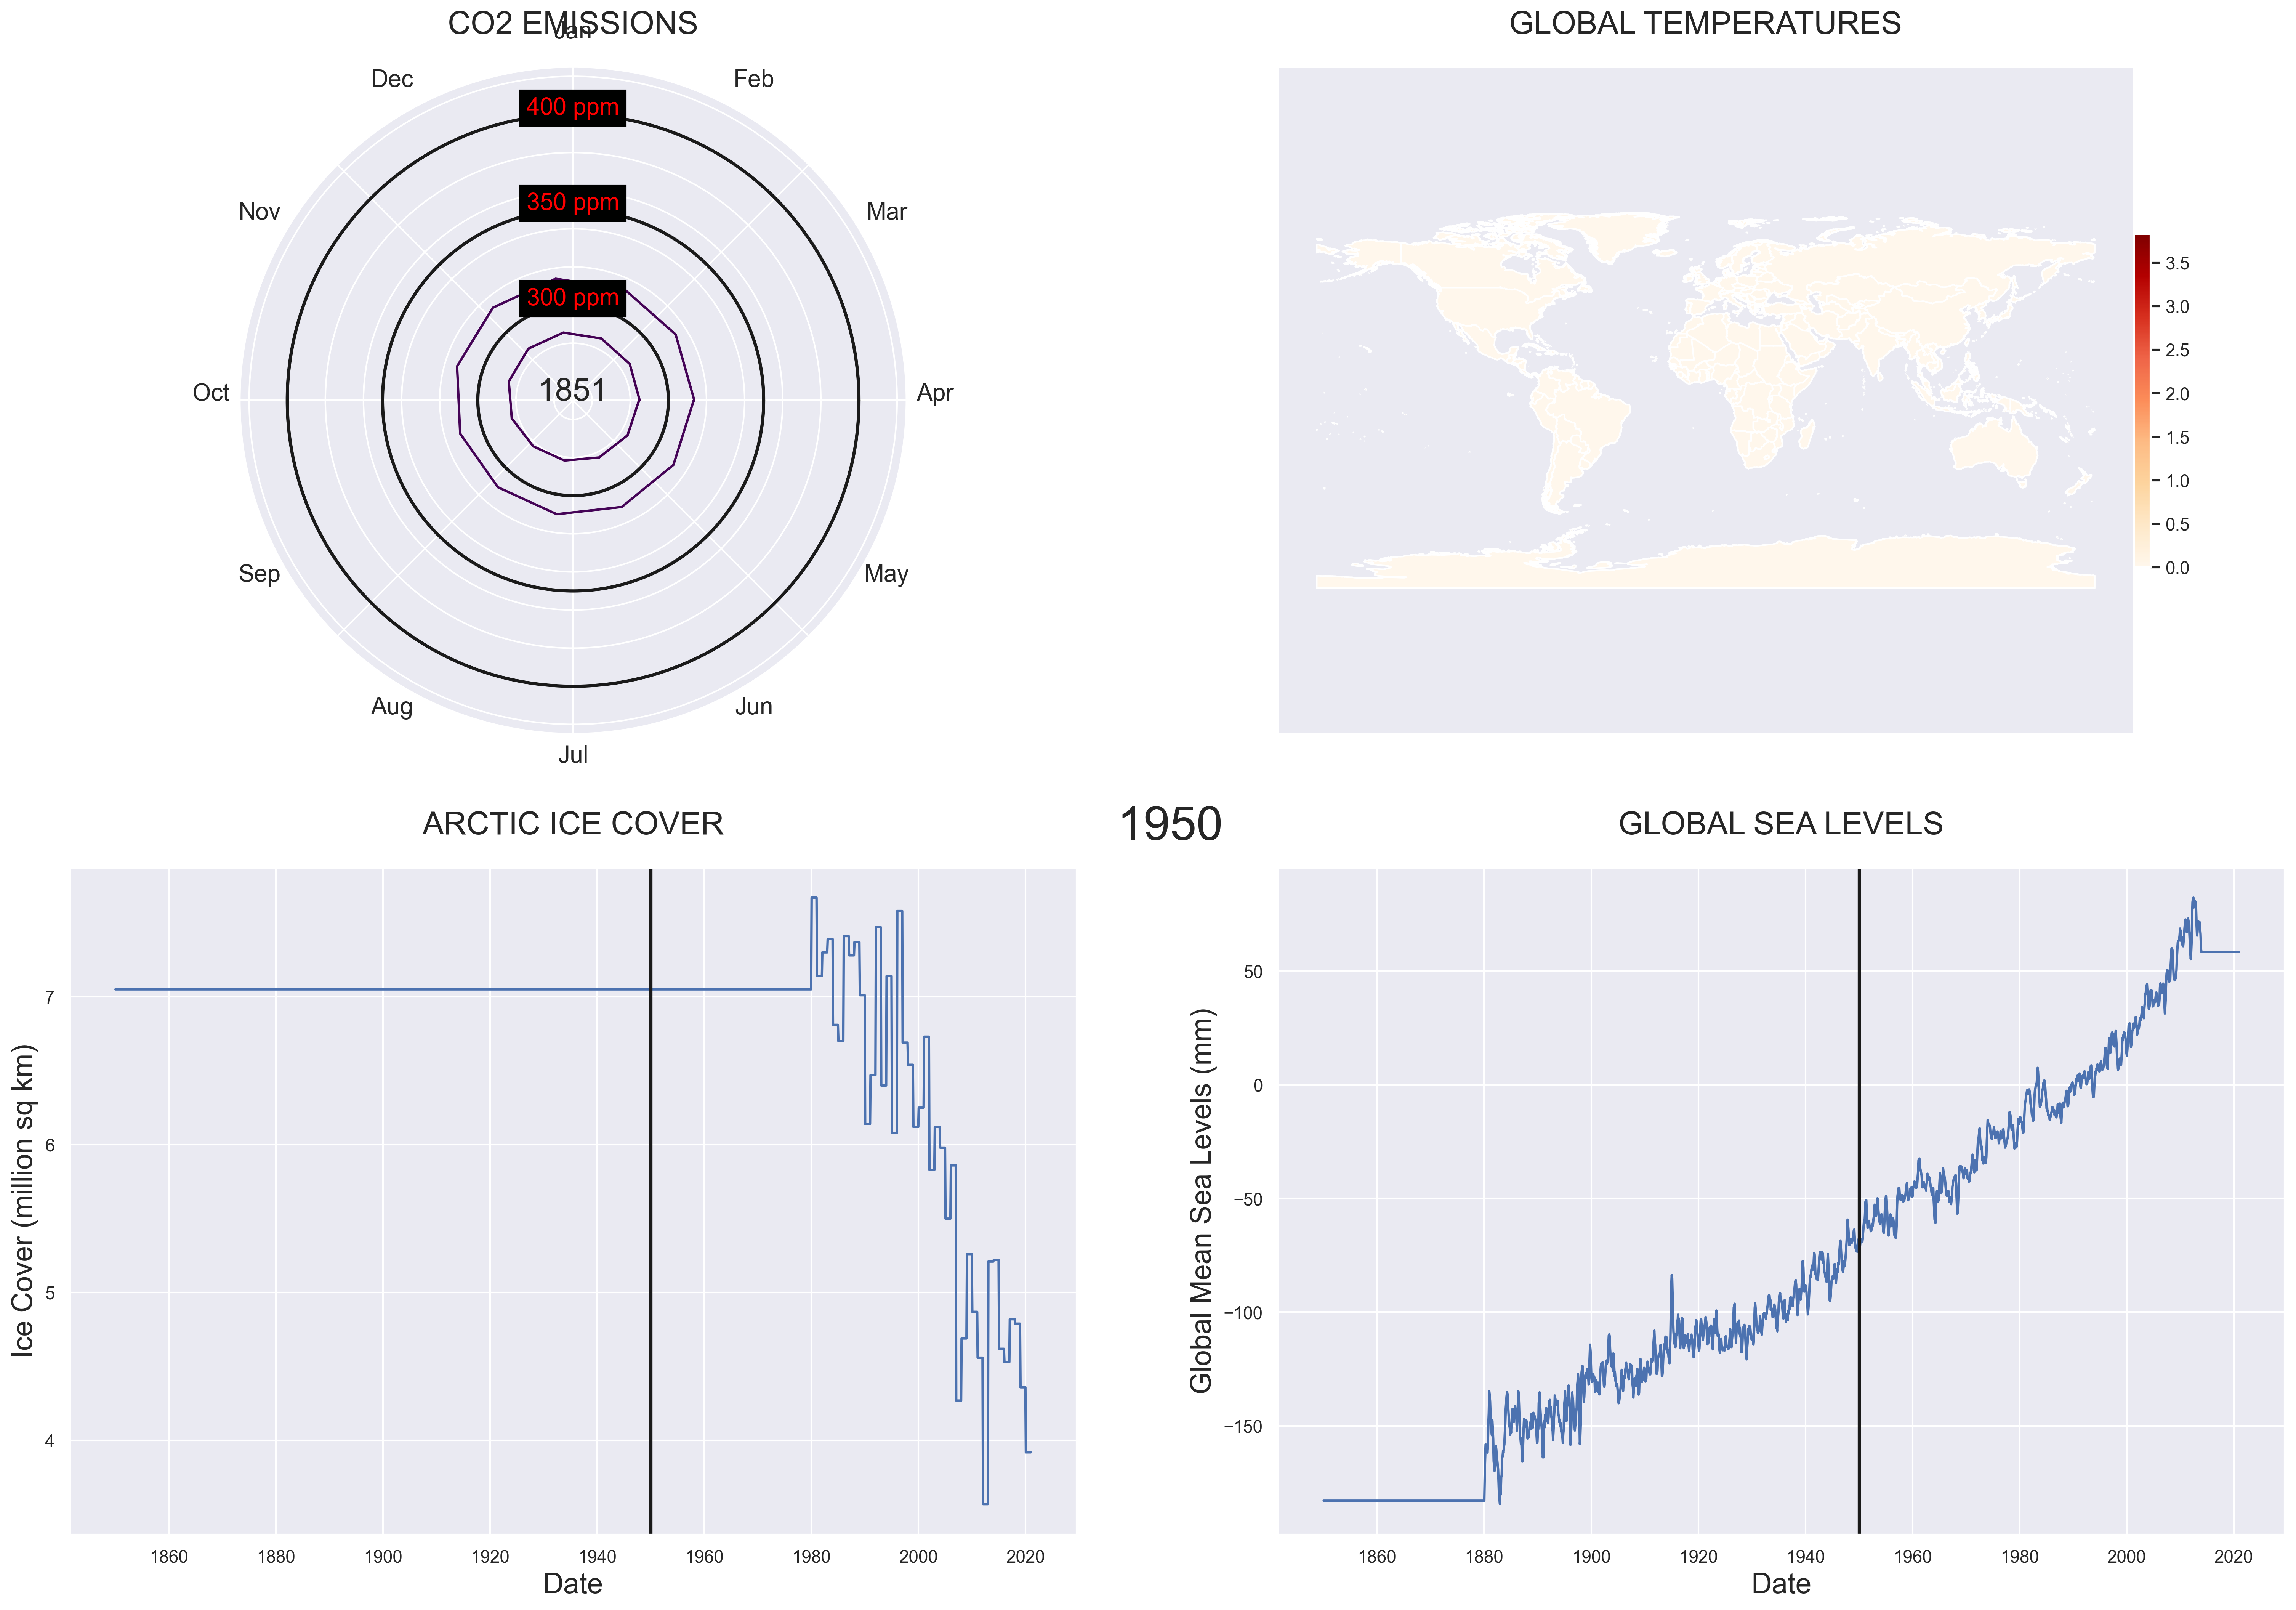 CO2 EMISSIONS
Jan
Feb
Mar
Apr
May
Jun
Jul
Aug
Sep
Oct
Nov
Dec
400 ppm
350 ppm
300 ppm
1851
GLOBAL TEMPERATURES
3.5
3.0
2.5
2.0
1.5
1.0
0.5
0.0
1950
ARCTIC ICE COVER
Ice Cover (million sq km)
7
6
5
4
1860 1880 1900 1920 1940 1960 1980 2000 2020
Date
GLOBAL SEA LEVELS
Global Mean Sea Levels (mm)
50
0
−50
−100
−150
1860 1880 1900 1920 1940 1960 1980 2000 2020
Date